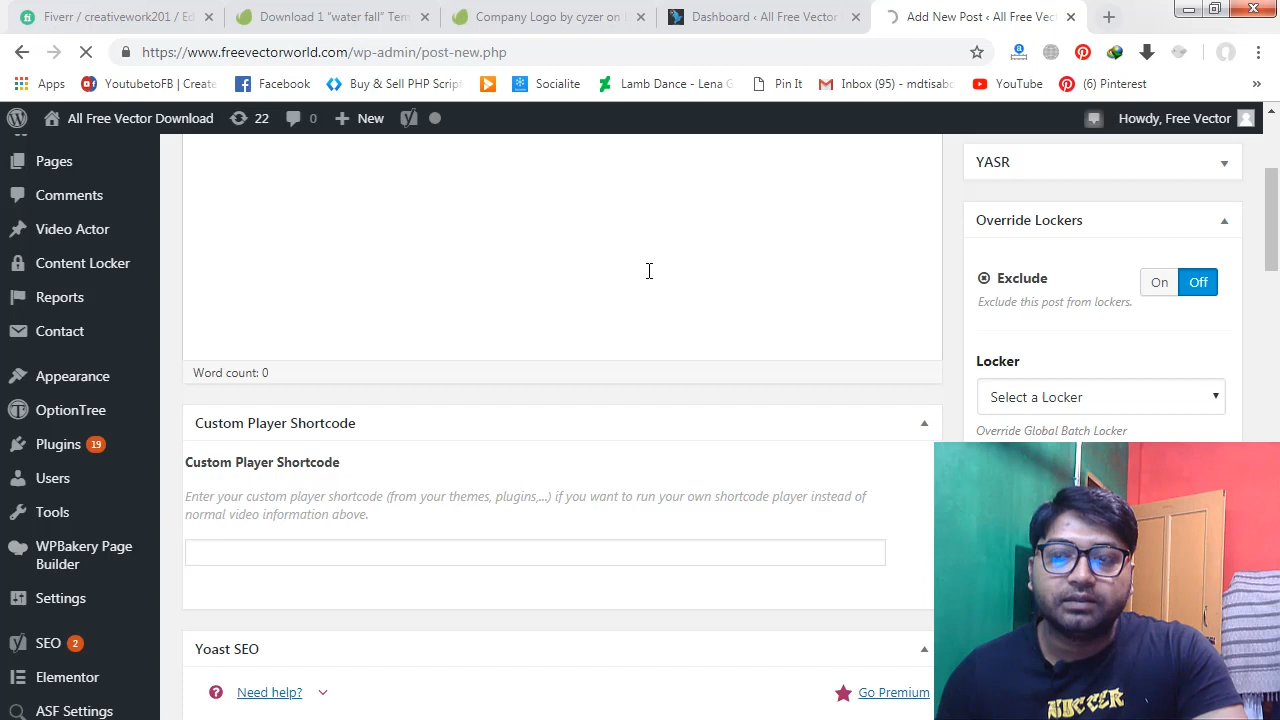 Fiverr / creativework201 / Ed
Download 1 “water fall” Tem
Company Logo by cyzer on
Dashboard ‹ All Free Vector
Add New Post ‹ All Free Vec
https://www.freevectorworld.com/wp-admin/post-new.php
Apps
YoutubetoFB | Create
Facebook
Buy & Sell PHP Script
Socialite
Lamb Dance - Lena G
Pin It
Inbox (95) - mdtisab
YouTube
(6) Pinterest
All Free Vector Download
22
0
New
Howdy, Free Vector
Pages
Comments
Video Actor
Content Locker
Reports
Contact
Appearance
OptionTree
Plugins 19
Users
Tools
WPBakery Page
Builder
Settings
SEO 2
Elementor
ASF Settings
Word count: 0
Custom Player Shortcode
Custom Player Shortcode
Enter your custom player shortcode (from your themes, plugins,...) if you want to run your own shortcode player instead of
normal video information above.
Yoast SEO
Need help?
Go Premium
YASR
Override Lockers
Exclude
On
Off
Exclude this post from lockers.
Locker
Select a Locker
Override Global Batch Locker